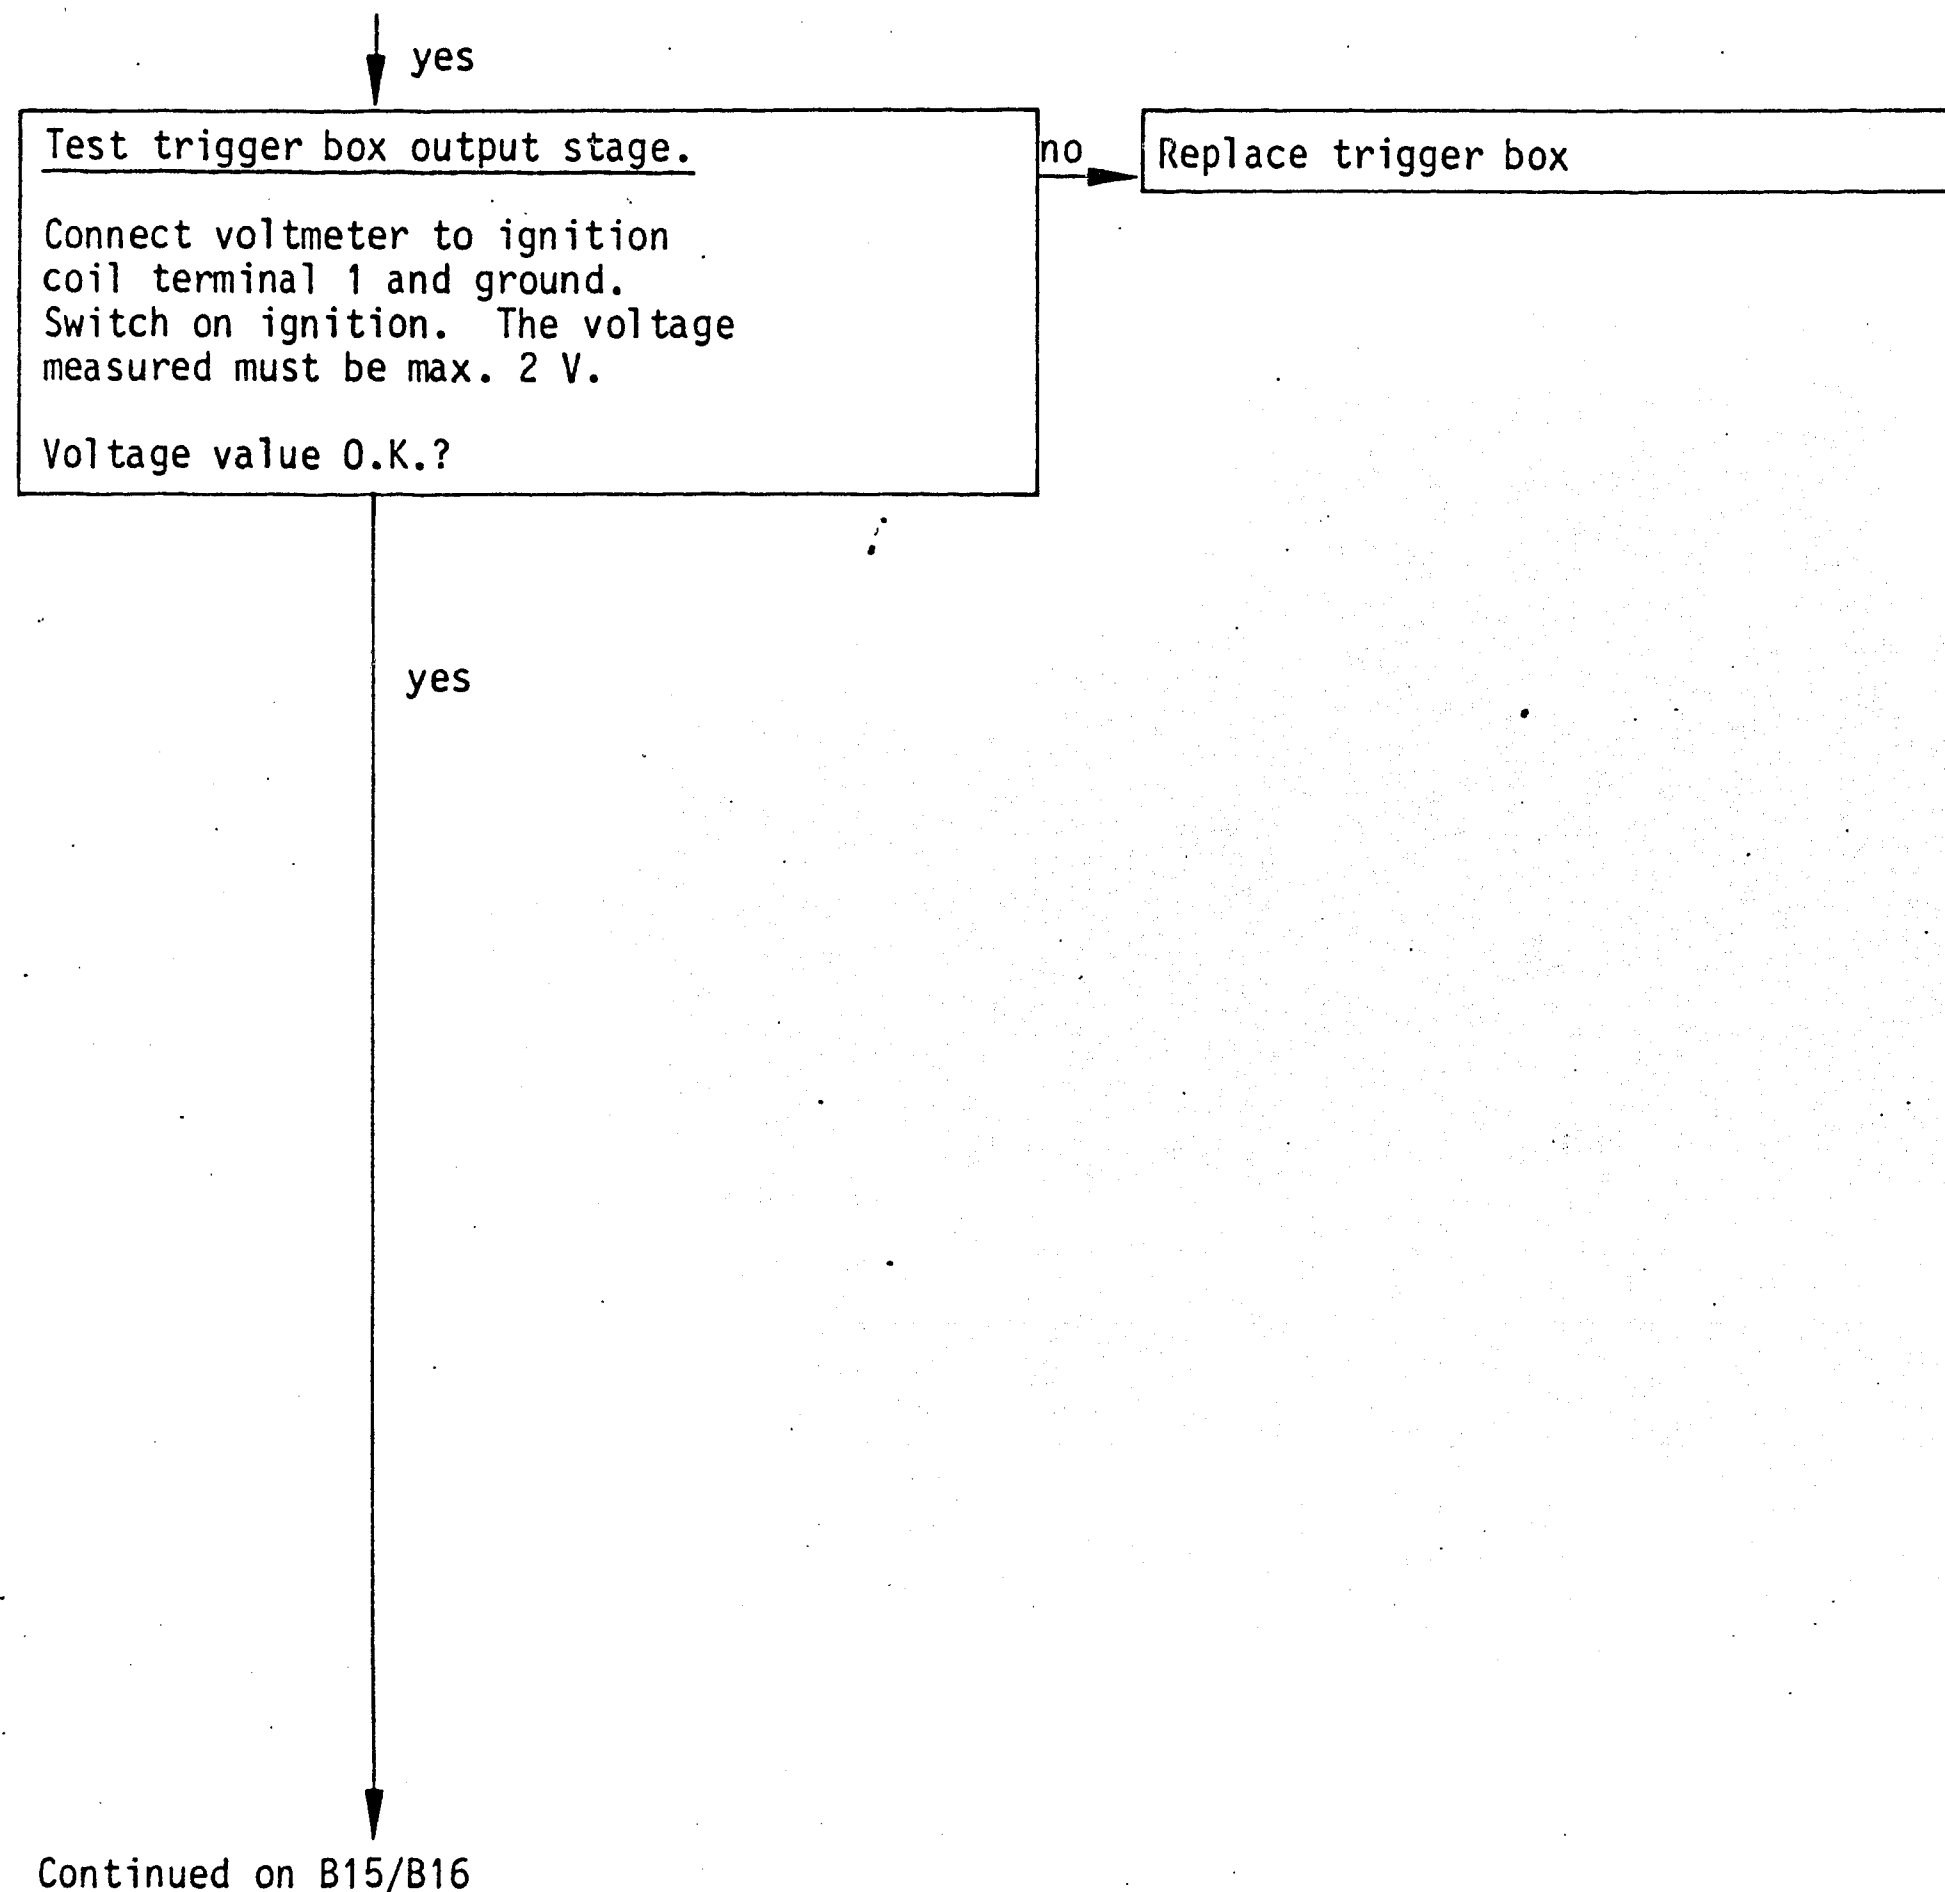 yes
Test trigger box output stage.
no
Replace trigger box
Connect voltmeter to ignition
coil terminal 1 and ground.
Switch on ignition. The voltage
measured must be max. 2 V.
Voltage value O.K.?
yes
Continued on B15/B16